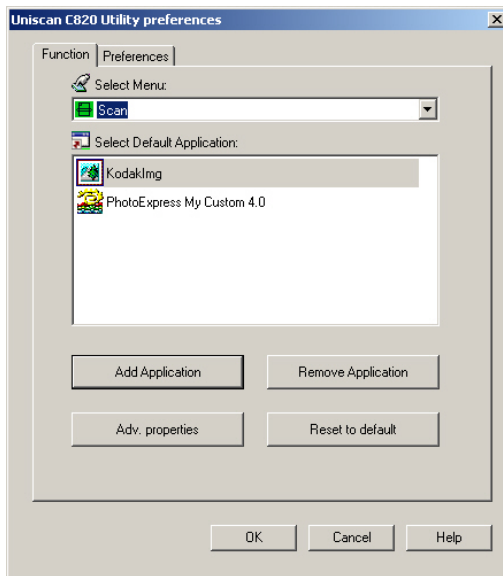 Uniscan C820 Utility preferences
Function Preferences
Select Menu:
Scan
Select Default Application:
KodakImg
PhotoExpress My Custom 4.0
Add Application Remove Application
Adv. properties Reset to default
OK Cancel Help